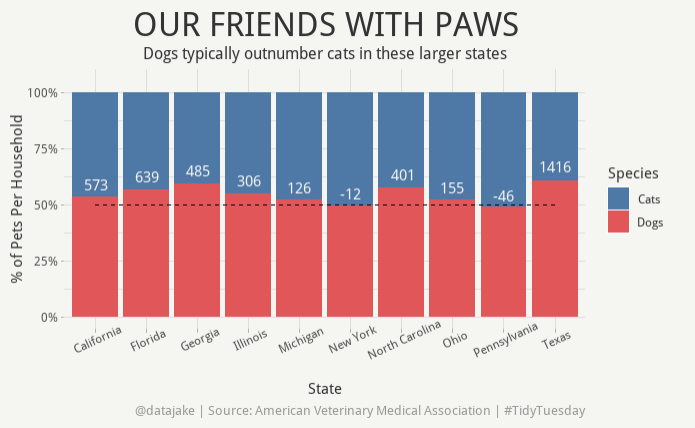 OUR FRIENDS WITH PAWS
Dogs typically outnumber cats in these larger states
% of Pets Per Household
100%
75%
50%
25%
0%
573
639
485
306
126
-12
401
155
-46
1416
California
Florida
Georgia
Illinois
Michigan
New York
North Carolina
Ohio
Pennsylvania
Texas
State
Species
Cats
Dogs
@datajake | Source: American Veterinary Medical Association | #TidyTuesday